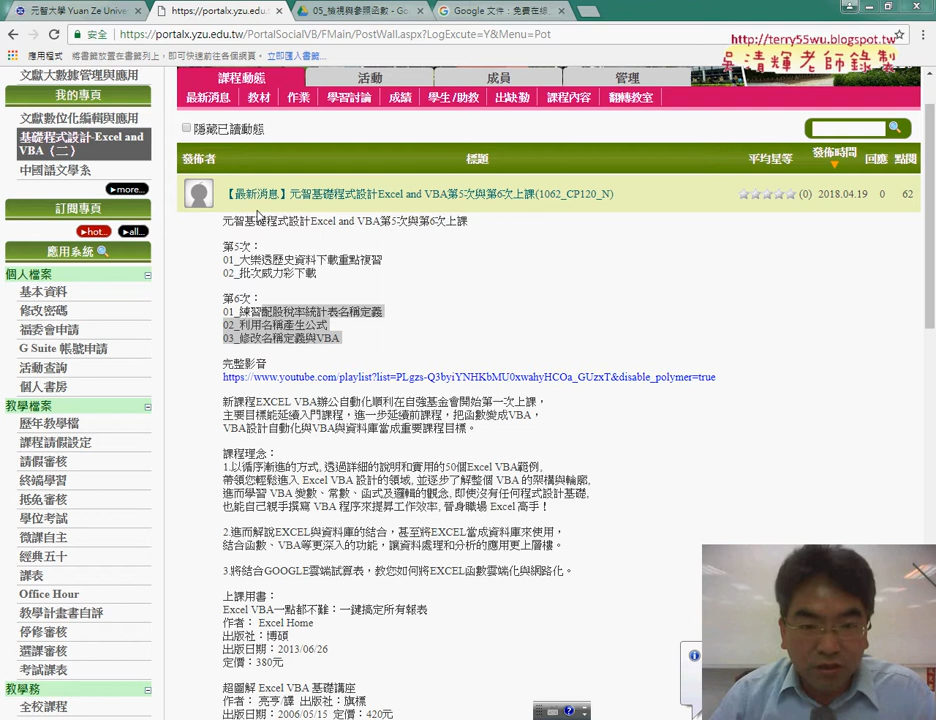 元智大學 Yuan Ze Unive
https://portalx.yzu.edu.t
05_檢視與參照函數 - Go
Google 文件：免費在線
安全
https://portalx.yzu.edu.tw/PortalSocialVB/FMain/PostWall.aspx?LogExcute=Y&Menu=Pot
http://terry55wu.blogspot.tw
吳清輝老師錄製
應用程式
將書籤放置在書籤列上，即可快速前往各個網頁。
立即匯入書籤...
文獻大數據管理與應用
我的專頁
文獻數位化編輯與應用
基礎程式設計-Excel and
VBA（二）
中國語文學系
more...
訂閱專頁
hot...
all...
應用系統
個人檔案
基本資料
修改密碼
福委會申請
G Suite 帳號申請
活動查詢
個人書房
教學檔案
歷年教學檔
課程請假設定
請假審核
終端學習
抵免審核
學位考試
微課自主
經典五十
課表
Office Hour
教學計畫書自評
停修審核
選課審核
考試課表
教學務
全校課程
課程動態
活動
成員
管理
最新消息
教材
作業
學習討論
成績
學生/助教
出缺勤
課程內容
翻轉教室
隱藏已讀動態
發佈者
標題
平均星等
發佈時間
回應
點閱
【最新消息】元智基礎程式設計Excel and VBA第5次與第6次上課(1062_CP120_N)
(0)
2018.04.19
0
62
元智基礎程式設計Excel and VBA第5次與第6次上課
第5次：
01_大樂透歷史資料下載重點複習
02_批次威力彩下載
第6次：
01_練習配股稅率統計表名稱定義
02_利用名稱產生公式
03_修改名稱定義與VBA
完整影音
https://www.youtube.com/playlist?list=PLgzs-Q3byiYNHKbMU0xwahyHCOa_GUzxT&disable_polymer=true
新課程EXCEL VBA辦公自動化順利在自強基金會開始第一次上課，
主要目標能延續入門課程，進一步延續前課程，把函數變成VBA，
VBA設計自動化與VBA與資料庫當成重要課程目標。
課程理念：
1.以循序漸進的方式, 透過詳細的說明和實用的50個Excel VBA範例,
帶領您輕鬆進入 Excel VBA 設計的領域, 並逐步了解整個 VBA 的架構與輪廓,
進而學習 VBA 變數、常數、函式及邏輯的觀念, 即使沒有任何程式設計基礎,
也能自己親手撰寫 VBA 程序來提昇工作效率, 晉身職場 Excel 高手！
2.進而解說EXCEL與資料庫的結合，甚至將EXCEL當成資料庫來使用，
結合函數、VBA等更深入的功能，讓資料處理和分析的應用更上層樓。
3.將結合GOOGLE雲端試算表，教您如何將EXCEL函數雲端化與網路化。
上課用書：
Excel VBA一點都不難：一鍵搞定所有報表
作者： Excel Home
出版社：博碩
出版日期：2013/06/26
定價：380元
超圖解 Excel VBA 基礎講座
作者： 亮亨/譯 出版社：旗標
出版日期：2006/05/15 定價：420元